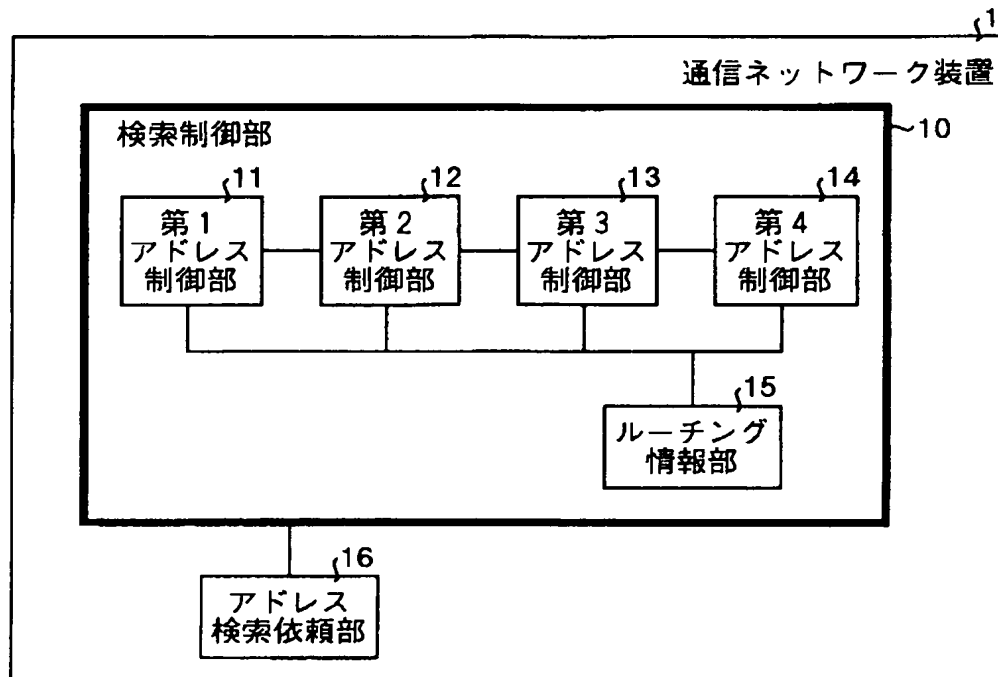 1
通信ネットワーク装置
10
検索制御部
11
第1
アドレス
制御部
12
第2
アドレス
制御部
13
第3
アドレス
制御部
14
第4
アドレス
制御部
15
ルーチング
情報部
16
アドレス
検索依頼部